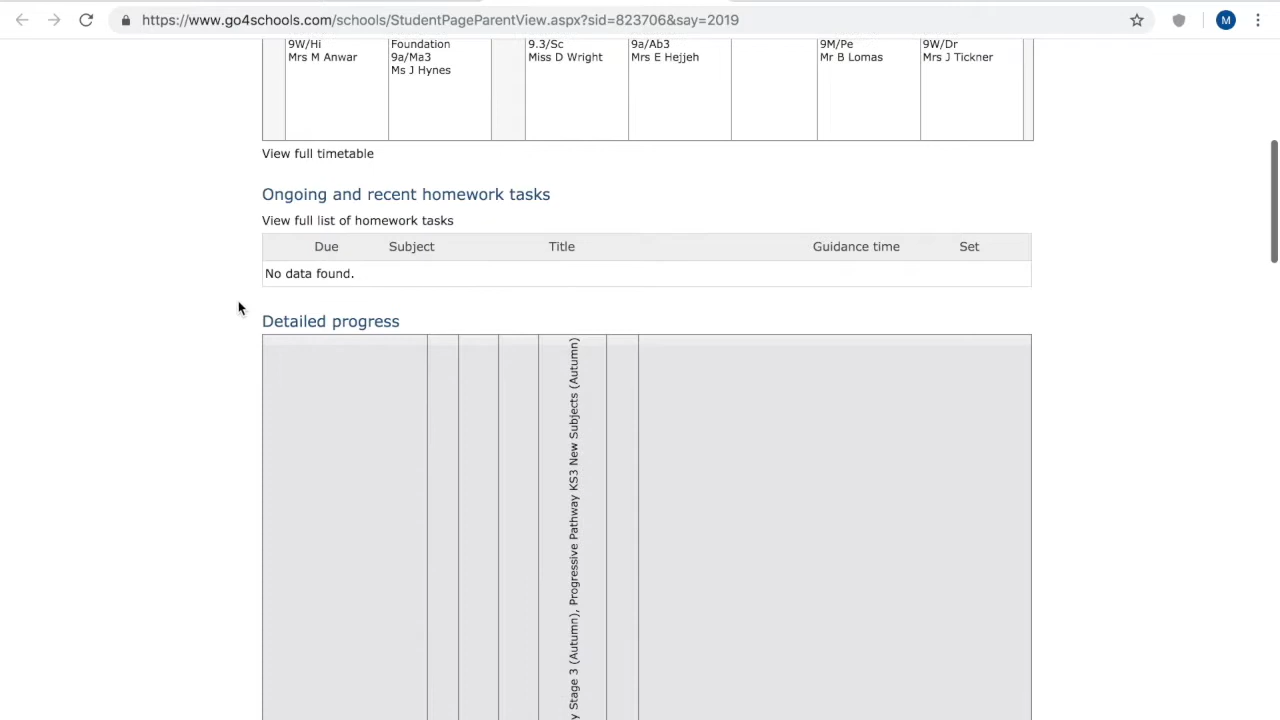 https://www.go4schools.com/schools/StudentPageParentView.aspx?sid=823706&say=2019
M
9W/Hi
Mrs M Anwar
Foundation
9a/Ma3
Ms J Hynes
9.3/Sc
Miss D Wright
9a/Ab3
Mrs E Hejjeh
9M/Pe
Mr B Lomas
9W/Dr
Mrs J Tickner
View full timetable
Ongoing and recent homework tasks
View full list of homework tasks
Due Subject Title Guidance time Set
No data found.
Detailed progress
y Stage 3 (Autumn), Progressive Pathway KS3 New Subjects (Autumn)